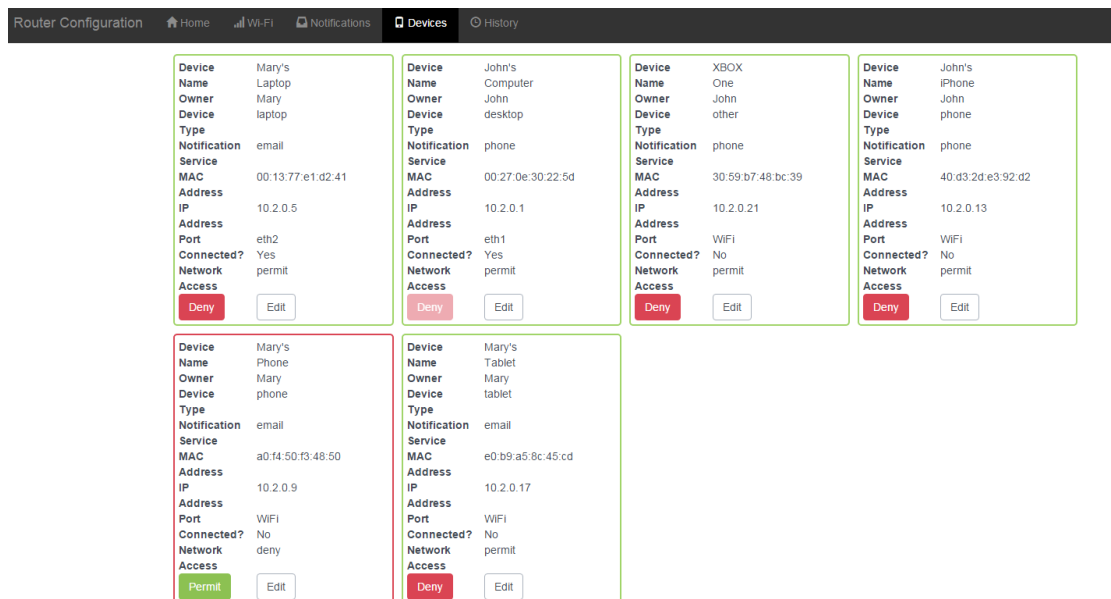 Router Configuration Home Wi-Fi Notifications Devices History
Device Name Mary's Laptop
Owner Mary
Device Type laptop
Notification Service email
MAC Address 00:13:77:e1:d2:41
IP Address 10.2.0.5
Port eth2
Connected? Yes
Network Access permit
Deny Edit
Device Name John's Computer
Owner John
Device Type desktop
Notification Service phone
MAC Address 00:27:0e:30:22:5d
IP Address 10.2.0.1
Port eth1
Connected? Yes
Network Access permit
Deny Edit
Device Name XBOX One
Owner John
Device Type other
Notification Service phone
MAC Address 30:59:b7:48:bc:39
IP Address 10.2.0.21
Port WiFi
Connected? No
Network Access permit
Deny Edit
Device Name John's iPhone
Owner John
Device Type phone
Notification Service phone
MAC Address 40:d3:2d:e3:92:d2
IP Address 10.2.0.13
Port WiFi
Connected? No
Network Access permit
Deny Edit
Device Name Mary's Phone
Owner Mary
Device Type phone
Notification Service email
MAC Address a0:f4:50:f3:48:50
IP Address 10.2.0.9
Port WiFi
Connected? No
Network Access deny
Permit Edit
Device Name Mary's Tablet
Owner Mary
Device Type tablet
Notification Service email
MAC Address e0:b9:a5:8c:45:cd
IP Address 10.2.0.17
Port WiFi
Connected? No
Network Access permit
Deny Edit